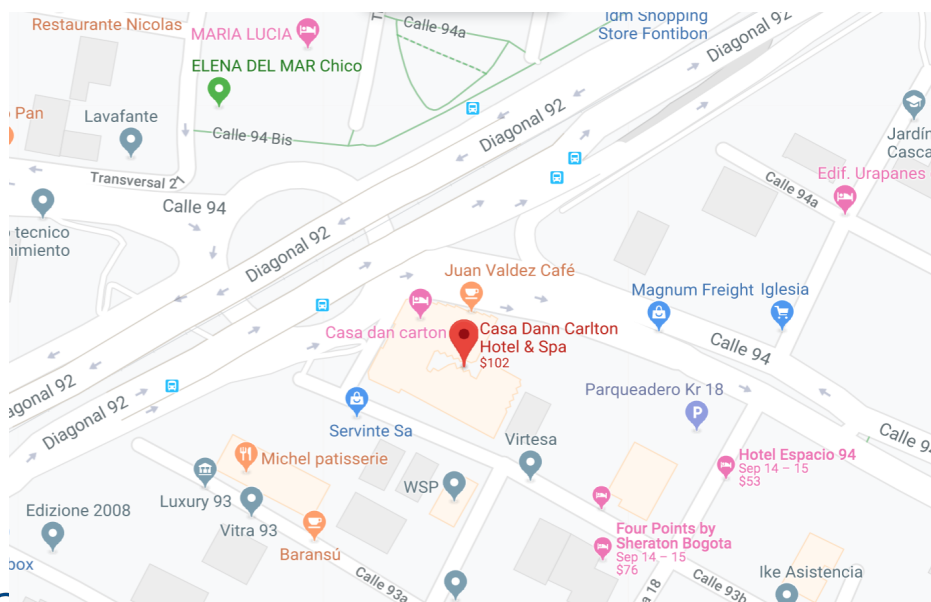 Restaurante Nicolas
MARIA LUCIA
Calle 94a
Idm Shopping
Store Fontibon
Diagonal 92
ELENA DEL MAR Chico
Pan
Lavafante
Calle 94 Bis
Diagonal 92
Jardín
Casca
Transversal 21
Calle 94
Calle 94a
Edif. Urapanes
tecnico
nimiento
Diagonal 92
Juan Valdez Café
Magnum Freight
Iglesia
Casa dan carton
Casa Dann Carlton
Hotel & Spa
$102
Calle 94
agonal 92
Diagonal 92
Parqueadero Kr 18
P
Servinte Sa
Virtesa
Calle 92
Michel patisserie
Hotel Espacio 94
Sep 14 – 15
$53
Luxury 93
WSP
Edizione 2008
Vitra 93
Baransú
Four Points by
Sheraton Bogota
Sep 14 – 15
$76
box
Calle 93a
a 18
Calle 93b
Ike Asistencia